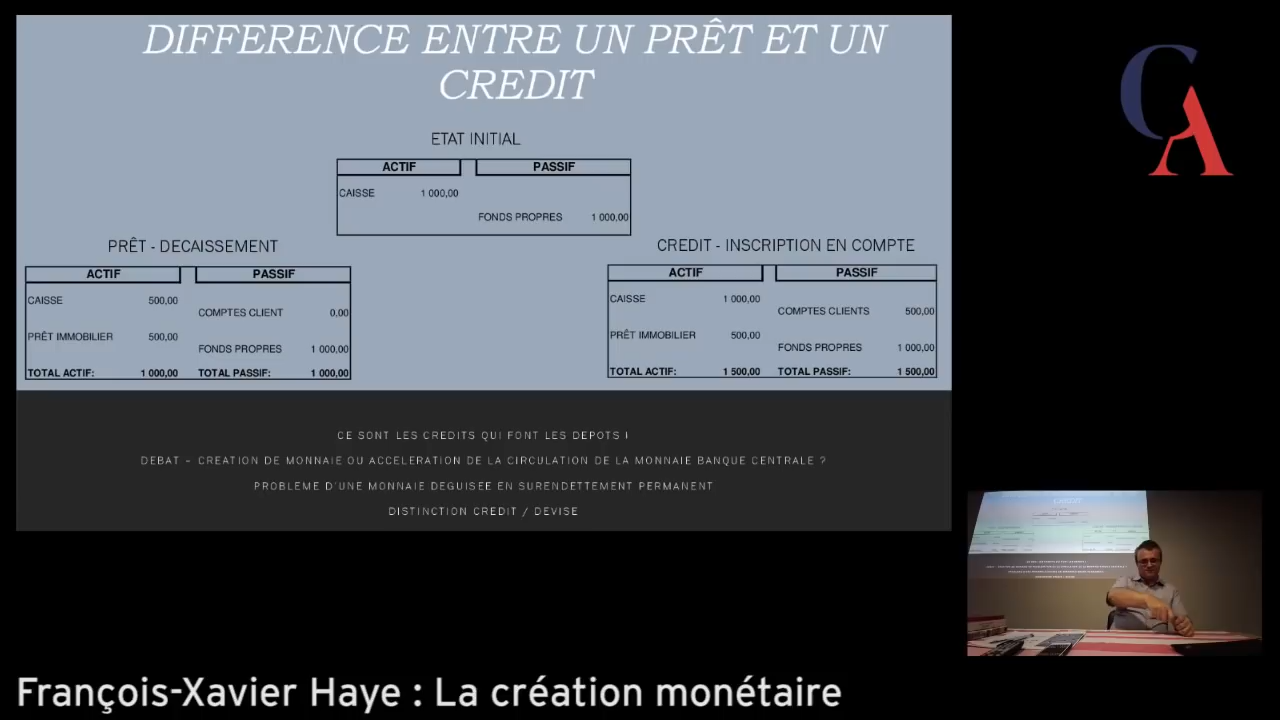 DIFFERENCE ENTRE UN PRÊT ET UN
CREDIT
ETAT INITIAL
ACTIF PASSIF
CAISSE 1 000,00
FONDS PROPRES 1 000,00
PRÊT - DECAISSEMENT
ACTIF PASSIF
CAISSE 500,00
COMPTES CLIENT 0,00
PRÊT IMMOBILIER 500,00
FONDS PROPRES 1 000,00
TOTAL ACTIF: 1 000,00 TOTAL PASSIF: 1 000,00
CREDIT - INSCRIPTION EN COMPTE
ACTIF PASSIF
CAISSE 1 000,00
COMPTES CLIENTS 500,00
PRÊT IMMOBILIER 500,00
FONDS PROPRES 1 000,00
TOTAL ACTIF: 1 500,00 TOTAL PASSIF: 1 500,00
CE SONT LES CREDITS QUI FONT LES DEPOTS !
DEBAT – CREATION DE MONNAIE OU ACCELERATION DE LA CIRCULATION DE LA MONNAIE BANQUE CENTRALE ?
PROBLEME D'UNE MONNAIE DEGUISEE EN SURENDETTEMENT PERMANENT
DISTINCTION CREDIT / DEVISE
CA
François-Xavier Haye : La création monétaire